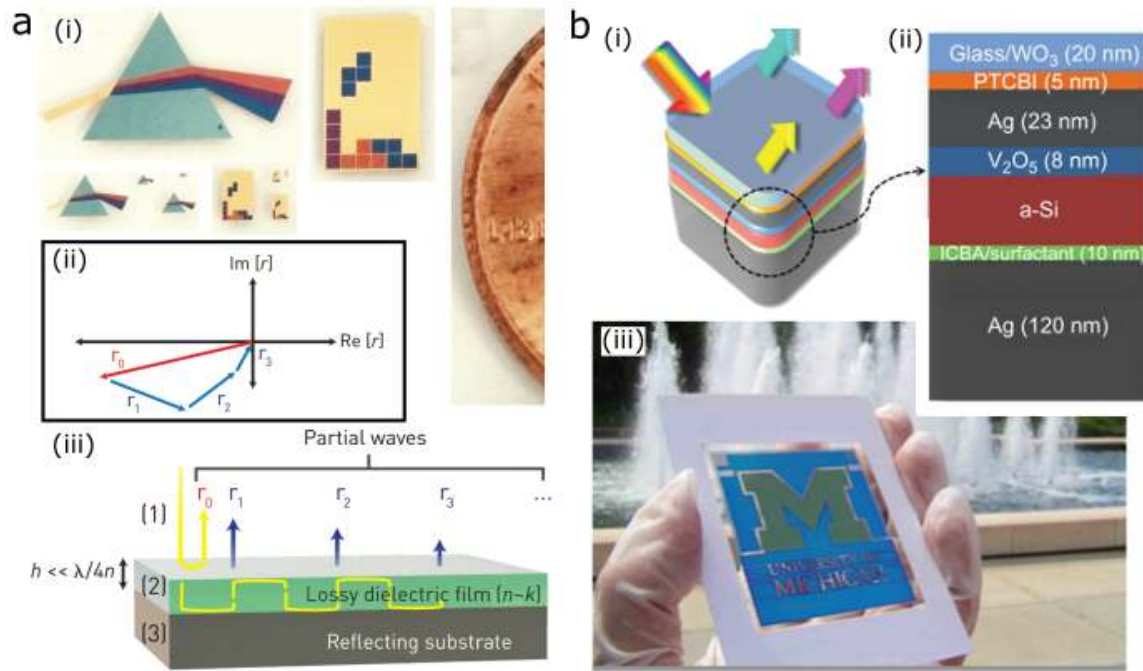 a
(i)
(ii)
Im [r]
Re [r]
r₀
r₁
r₂
r₃
(iii)
Partial waves
r₀ r₁ r₂ r₃ ...
(1)
h << λ/4n
(2)
Lossy dielectric film (n~k)
(3)
Reflecting substrate
b
(i)
(ii)
Glass/WO₃ (20 nm)
PTCBI (5 nm)
Ag (23 nm)
V₂O₅ (8 nm)
a-Si
ICBA/surfactant (10 nm)
Ag (120 nm)
(iii)
M
UNIVERSITY OF
MICHIGAN